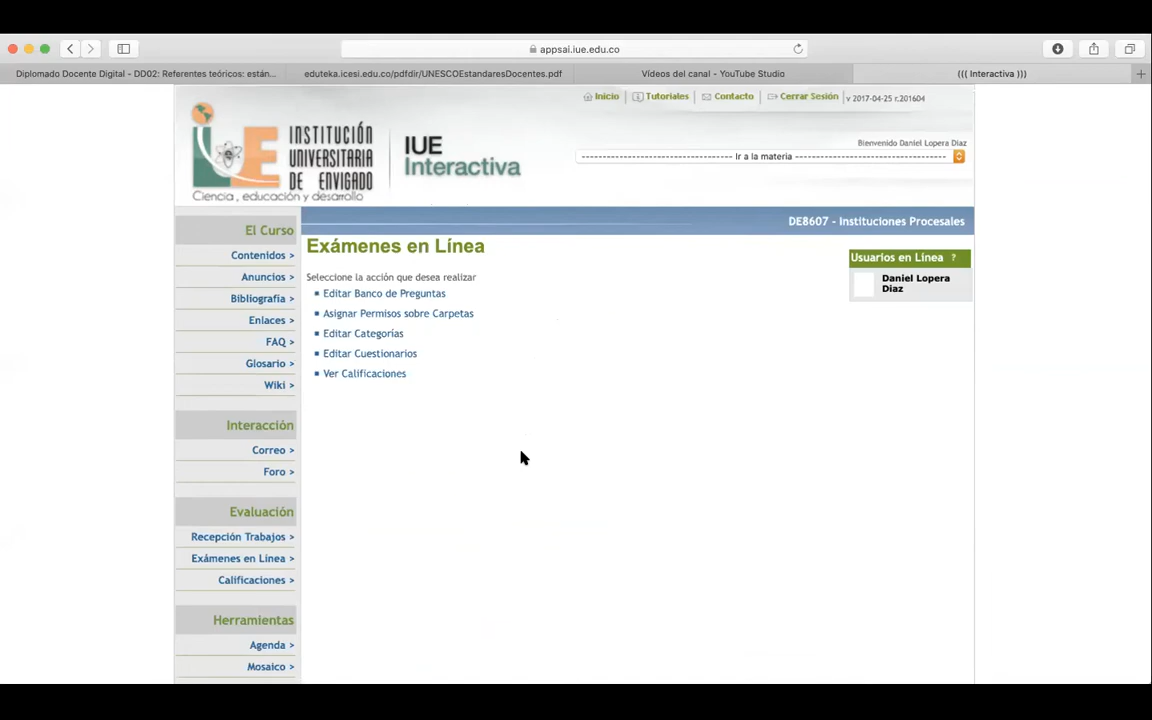 appsai.iue.edu.co
Diplomado Docente Digital - DD02: Referentes teóricos: están...
eduteka.icesi.edu.co/pdfdir/UNESCOEstandaresDocentes.pdf
Vídeos del canal - YouTube Studio
((( Interactiva )))
Inicio
Tutoriales
Contacto
Cerrar Sesión
v 2017-04-25 r.201604
INSTITUCIÓN
UNIVERSITARIA
DE ENVIGADO
Ciencia, educación y desarrollo
IUE
Interactiva
Bienvenido Daniel Lopera Diaz
Ir a la materia
DE8607 - Instituciones Procesales
El Curso
Contenidos >
Anuncios >
Bibliografía >
Enlaces >
FAQ >
Glosario >
Wiki >
Interacción
Correo >
Foro >
Evaluación
Recepción Trabajos >
Exámenes en Línea >
Calificaciones >
Herramientas
Agenda >
Mosaico >
Exámenes en Línea
Seleccione la acción que desea realizar
Editar Banco de Preguntas
Asignar Permisos sobre Carpetas
Editar Categorías
Editar Cuestionarios
Ver Calificaciones
Usuarios en Línea ?
Daniel Lopera
Diaz